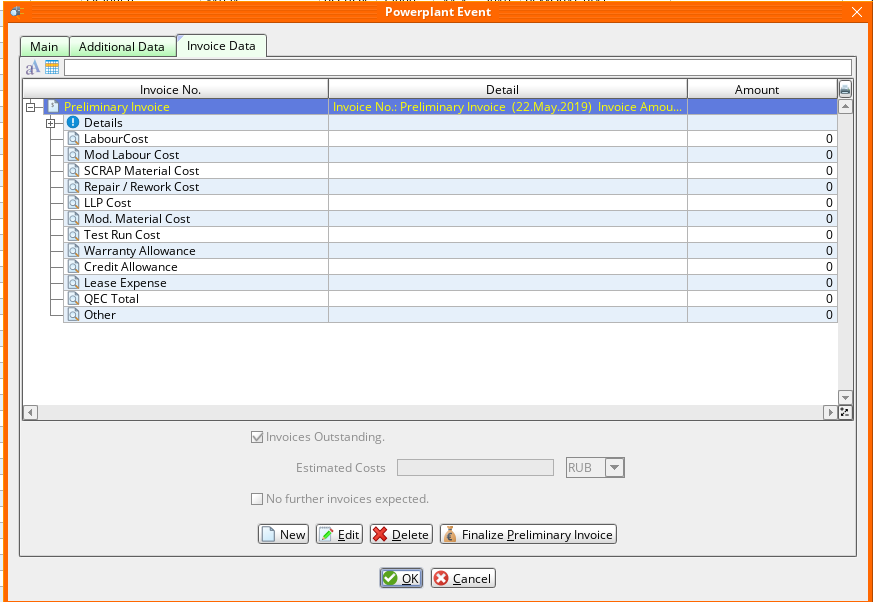 Powerplant Event
Main Additional Data Invoice Data
Invoice No. Detail Amount
Preliminary Invoice Invoice No.: Preliminary Invoice (22.May.2019) Invoice Amou...
Details
LabourCost 0
Mod Labour Cost 0
SCRAP Material Cost 0
Repair / Rework Cost 0
LLP Cost 0
Mod. Material Cost 0
Test Run Cost 0
Warranty Allowance 0
Credit Allowance 0
Lease Expense 0
QEC Total 0
Other 0
Invoices Outstanding.
Estimated Costs RUB
No further invoices expected.
New Edit Delete Finalize Preliminary Invoice
OK Cancel